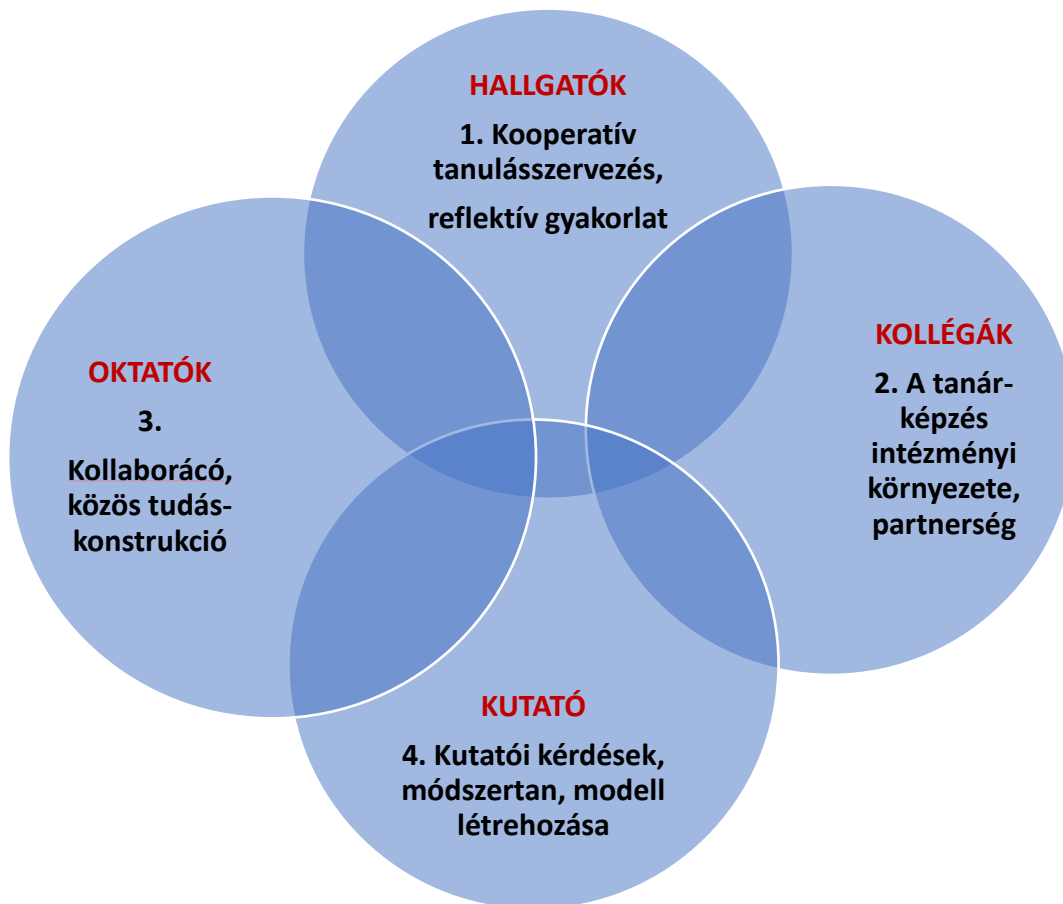 HALLGATÓK
1. Kooperatív
tanulásszervezés,
reflektív gyakorlat
KOLLÉGÁK
2. A tanár-
képzés
intézményi
környezete,
partnerség
OKTATÓK
3.
Kollaborácó,
közös tudás-
konstrukció
KUTATÓ
4. Kutatói kérdések,
módszertan, modell
létrehozása